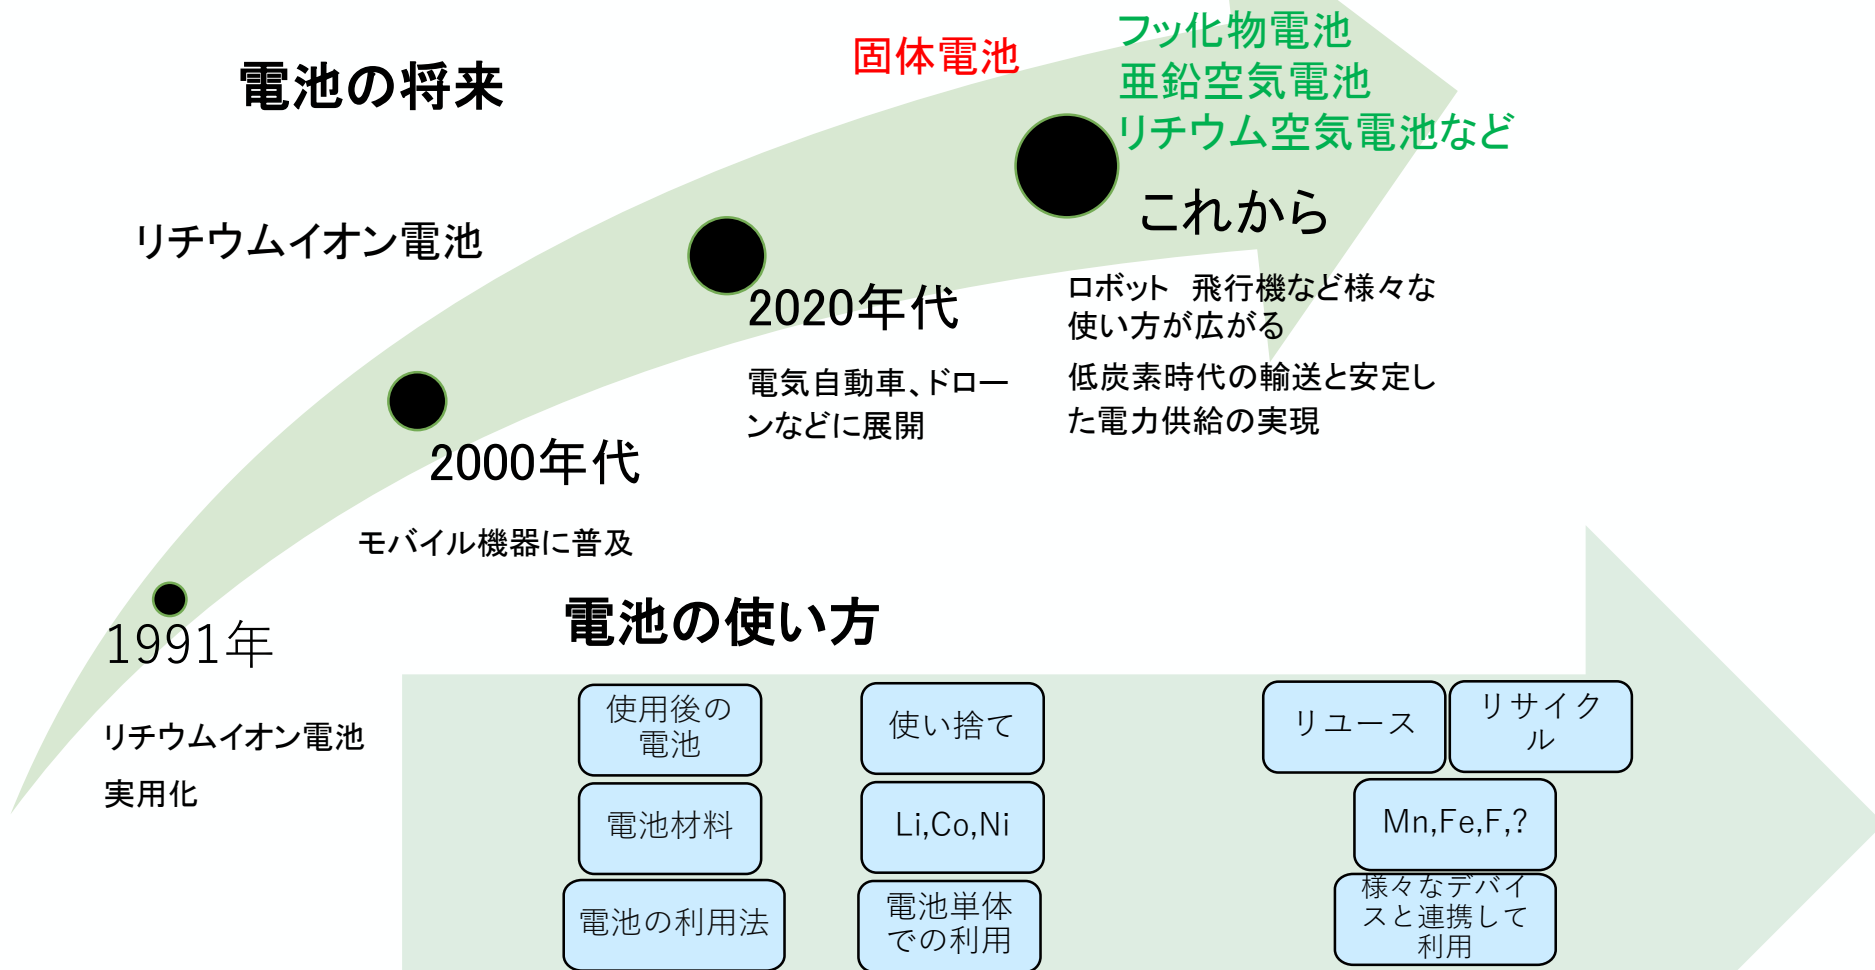 電池の将来
固体電池
フッ化物電池
亜鉛空気電池
リチウム空気電池など
これから
リチウムイオン電池
2020年代
ロボット　飛行機など様々な
使い方が広がる
低炭素時代の輸送と安定し
た電力供給の実現
電気自動車、ドロー
ンなどに展開
2000年代
モバイル機器に普及
1991年
リチウムイオン電池
実用化
電池の使い方
使用後の
電池
使い捨て
リユース
リサイク
ル
電池材料
Li,Co,Ni
Mn,Fe,F,?
電池の利用法
電池単体
での利用
様々なデバイ
スと連携して
利用